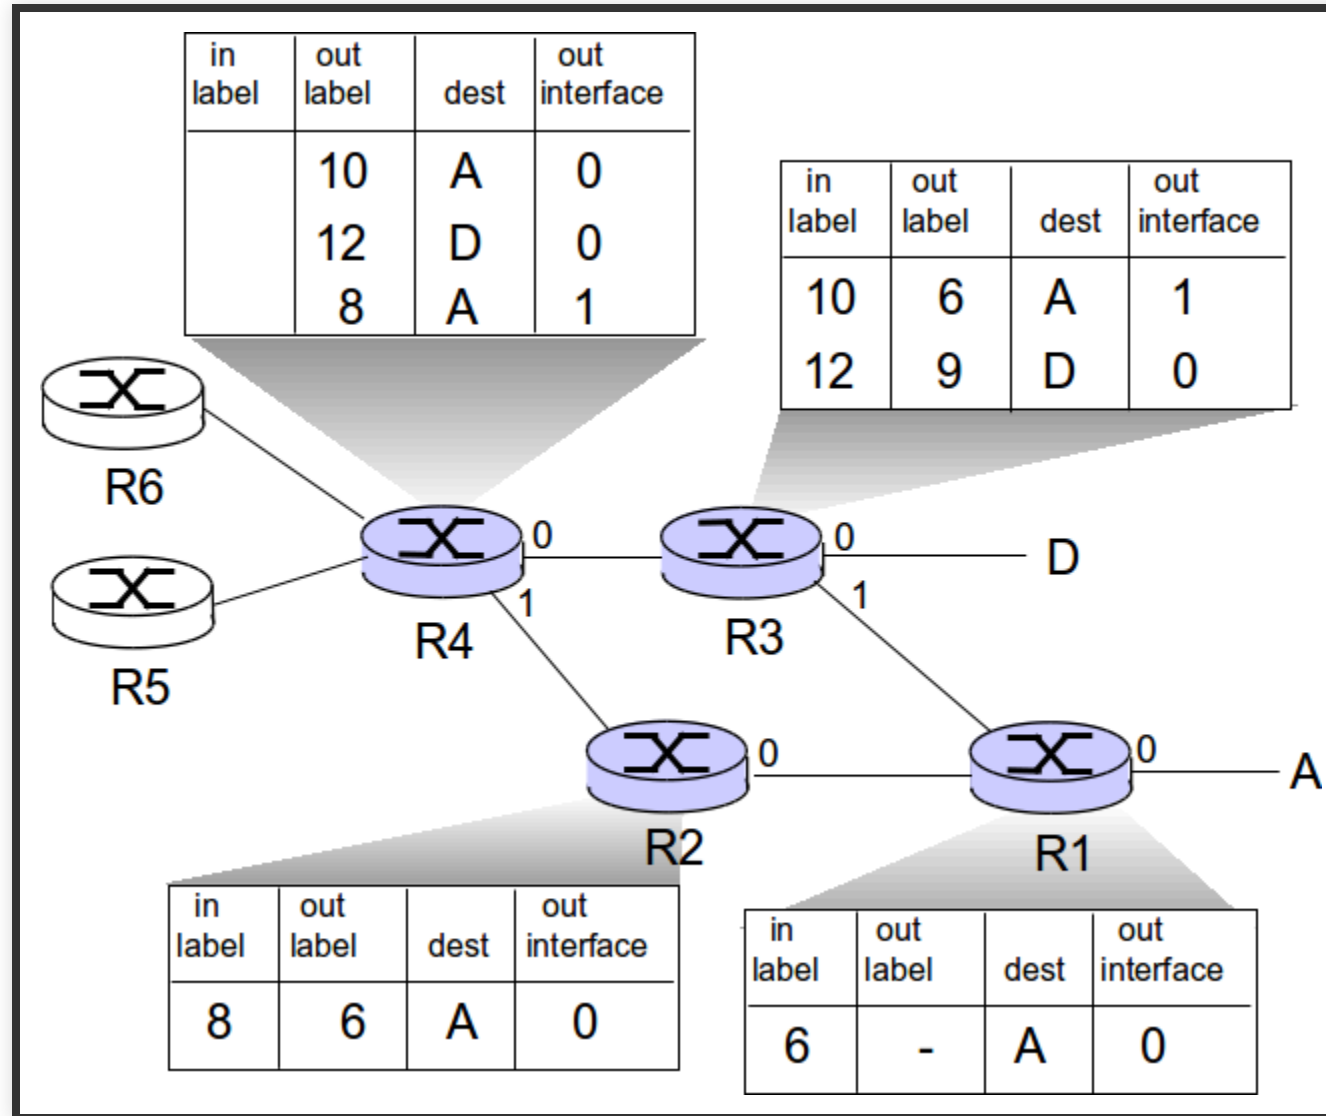 in out out
label label dest interface
10 A 0
12 D 0
8 A 1
in out out
label label dest interface
10 6 A 1
12 9 D 0
R6
R5
R4
0
1
R3
0
1
D
R2
0
R1
0
A
in out out
label label dest interface
8 6 A 0
in out out
label label dest interface
6 - A 0